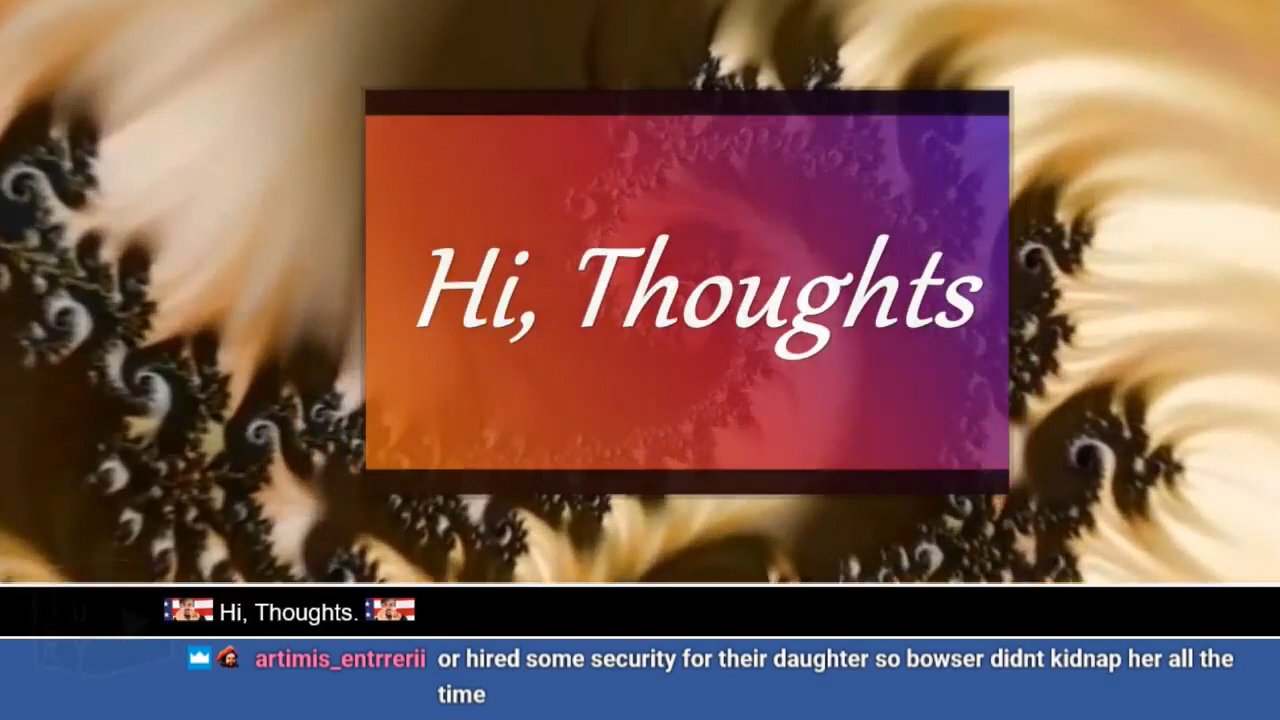 Hi, Thoughts
Hi, Thoughts.
artimis_entrrerii or hired some security for their daughter so bowser didnt kidnap her all the
time